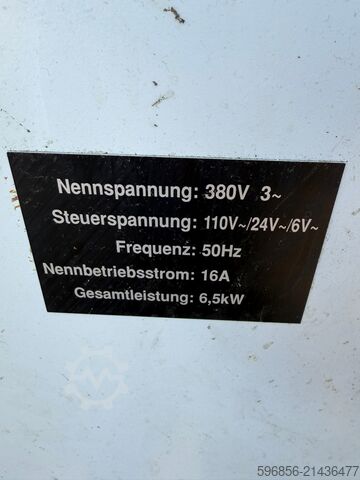 Nennspannung: 380V 3~
Steuerspannung: 110V~/24V~/6V~
Frequenz: 50Hz
Nennbetriebsstrom: 16A
Gesamtleistung: 6,5kW
596856-21436477